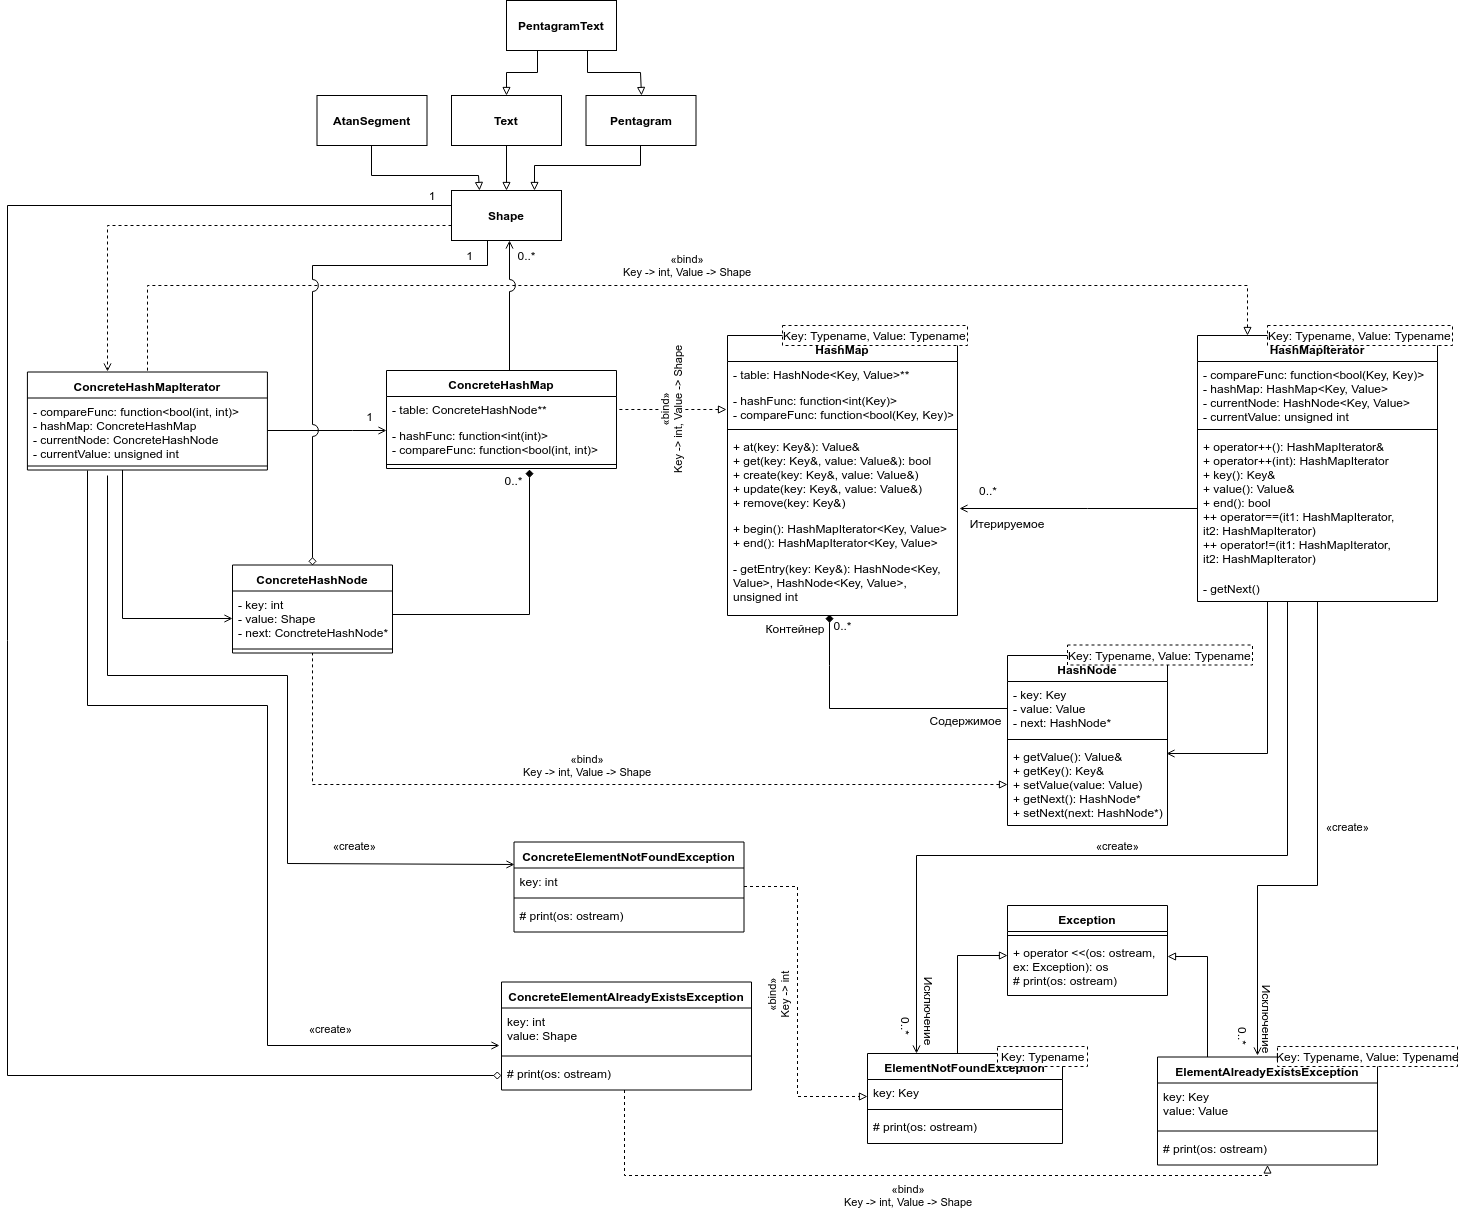 PentagramText
AtanSegment
Text
Pentagram
1
Shape
1
0..*
«bind»
Key -> int, Value -> Shape
ConcreteHashMapIterator
- compareFunc: function<bool(int, int)>
- hashMap: ConcreteHashMap
- currentNode: ConcreteHashNode
- currentValue: unsigned int
1
ConcreteHashMap
- table: ConcreteHashNode**
- hashFunc: function<int(int)>
- compareFunc: function<bool(int, int)>
0..*
«bind»
Key -> int, Value -> Shape
Key: Typename, Value: Typename
HashMap
- table: HashNode<Key, Value>**
- hashFunc: function<int(Key)>
- compareFunc: function<bool(Key, Key)>
+ at(key: Key&): Value&
+ get(key: Key&, value: Value&): bool
+ create(key: Key&, value: Value&)
+ update(key: Key&, value: Value&)
+ remove(key: Key&)
+ begin(): HashMapIterator<Key, Value>
+ end(): HashMapIterator<Key, Value>
- getEntry(key: Key&): HashNode<Key,
Value>, HashNode<Key, Value>,
unsigned int
Key: Typename, Value: Typename
HashMapIterator
- compareFunc: function<bool(Key, Key)>
- hashMap: HashMap<Key, Value>
- currentNode: HashNode<Key, Value>
- currentValue: unsigned int
+ operator++(): HashMapIterator&
+ operator++(int): HashMapIterator
+ key(): Key&
+ value(): Value&
+ end(): bool
++ operator==(it1: HashMapIterator,
it2: HashMapIterator)
++ operator!=(it1: HashMapIterator,
it2: HashMapIterator)
- getNext()
0..*
Итерируемое
ConcreteHashNode
- key: int
- value: Shape
- next: ConctreteHashNode*
Контейнер
0..*
Содержимое
Key: Typename, Value: Typename
HashNode
- key: Key
- value: Value
- next: HashNode*
+ getValue(): Value&
+ getKey(): Key&
+ setValue(value: Value)
+ getNext(): HashNode*
+ setNext(next: HashNode*)
«bind»
Key -> int, Value -> Shape
«create»
«create»
«create»
ConcreteElementNotFoundException
key: int
# print(os: ostream)
Exception
+ operator <<(os: ostream,
ex: Exception): os
# print(os: ostream)
«bind»
Key -> int
Исключение
0..*
Исключение
0..*
ConcreteElementAlreadyExistsException
key: int
value: Shape
# print(os: ostream)
«create»
Key: Typename
ElementNotFoundException
key: Key
# print(os: ostream)
Key: Typename, Value: Typename
ElementAlreadyExistsException
key: Key
value: Value
# print(os: ostream)
«bind»
Key -> int, Value -> Shape